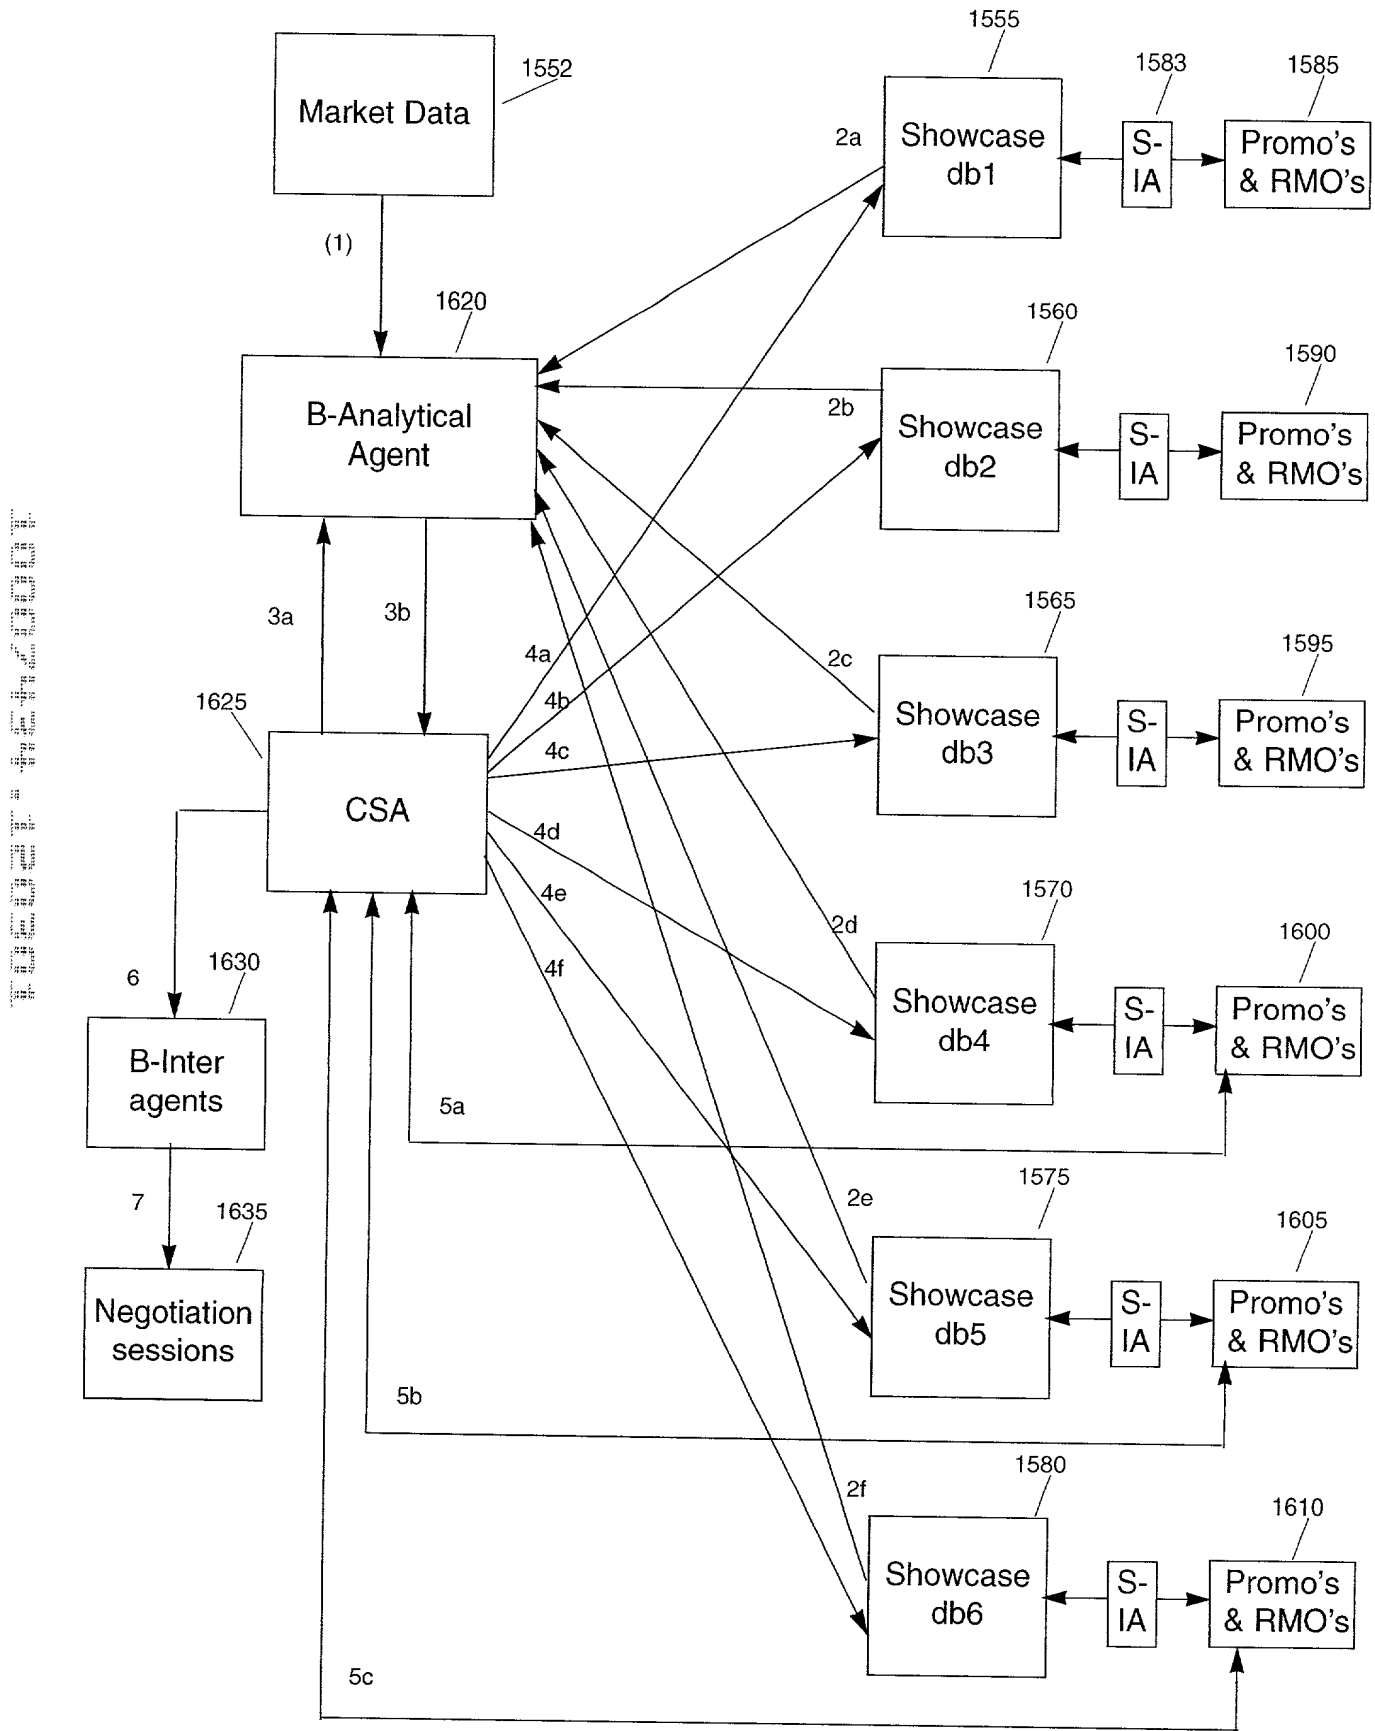 1555
1552
1583
1585
Market Data
2a
Showcase
db1
S-
IA
Promo's
& RMO's
(1)
1620
1560
1590
B-Analytical
Agent
2b
Showcase
db2
S-
IA
Promo's
& RMO's
3a
3b
4a
4b
4c
2c
1565
1595
1625
CSA
Showcase
db3
S-
IA
Promo's
& RMO's
4d
4e
4f
2d
1570
1600
6
1630
B-Inter
agents
Showcase
db4
S-
IA
Promo's
& RMO's
5a
7
1635
2e
1575
1605
Negotiation
sessions
Showcase
db5
S-
IA
Promo's
& RMO's
5b
2f
1580
1610
Showcase
db6
S-
IA
Promo's
& RMO's
5c